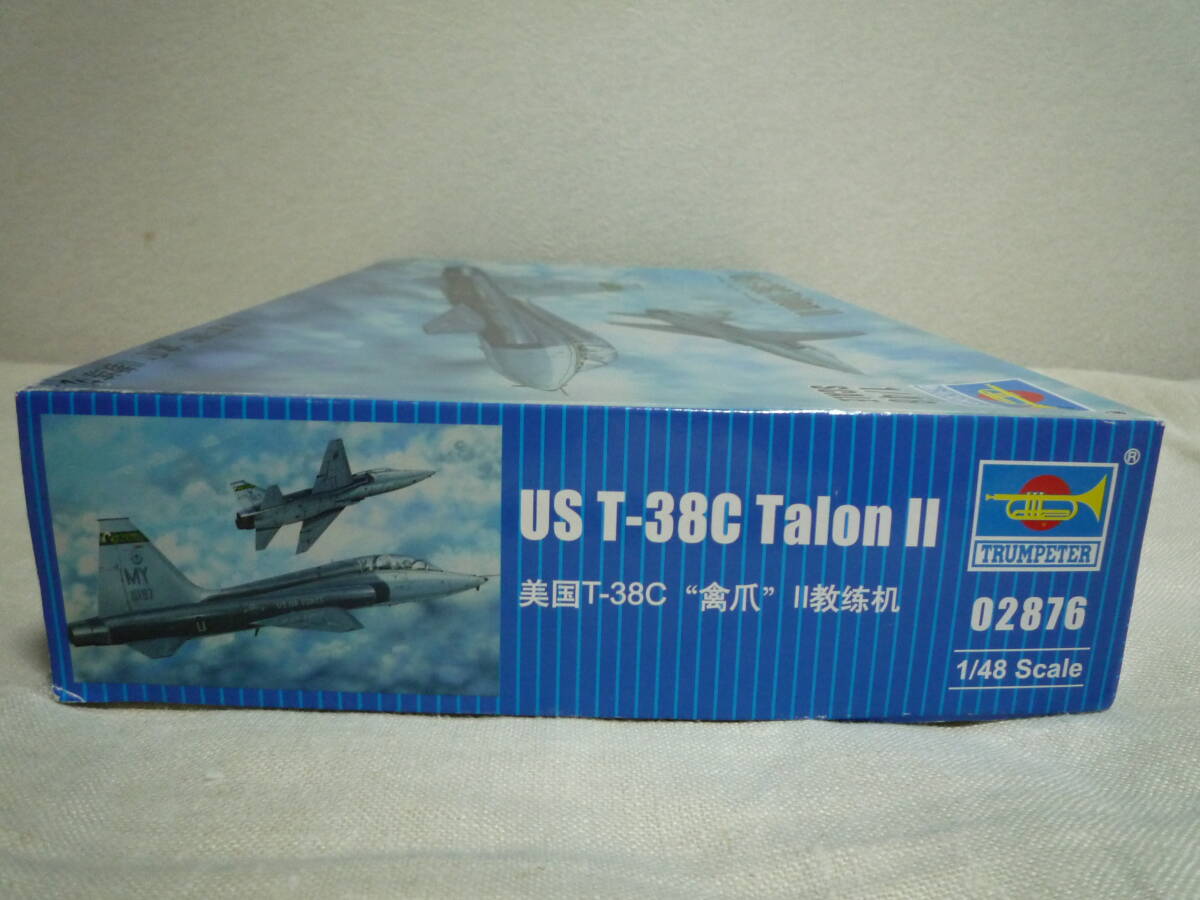 US T-38C Talon II
美国T-38C “禽爪” II教练机
®
TRUMPETER
02876
1/48 Scale
MY